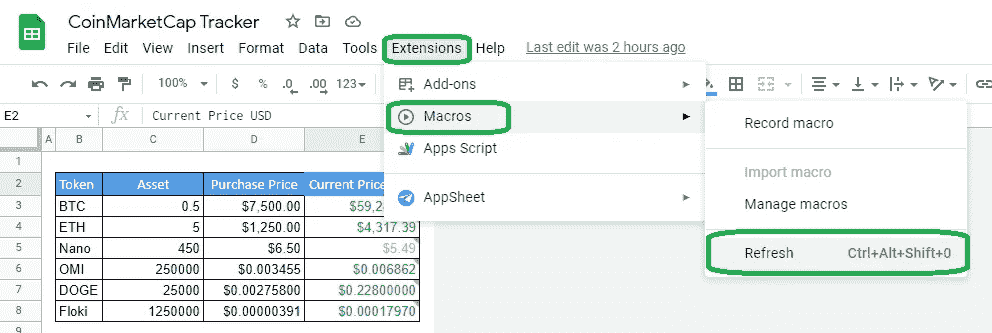 CoinMarketCap Tracker
File Edit View Insert Format Data Tools Extensions Help Last edit was 2 hours ago
100% $ % .0 .00 123
E2 fx Current Price USD
Add-ons
Macros
Apps Script
AppSheet
Record macro
Import macro
Manage macros
Refresh Ctrl+Alt+Shift+0
A B C D E
1
2 Token Asset Purchase Price Current Price
3 BTC 0.5 $7,500.00 $59,2
4 ETH 5 $1,250.00 $4,317.39
5 Nano 450 $6.50 $5.49
6 OMI 250000 $0.003455 $0.006862
7 DOGE 25000 $0.00275800 $0.22800000
8 Floki 1250000 $0.00000391 $0.00017970
9